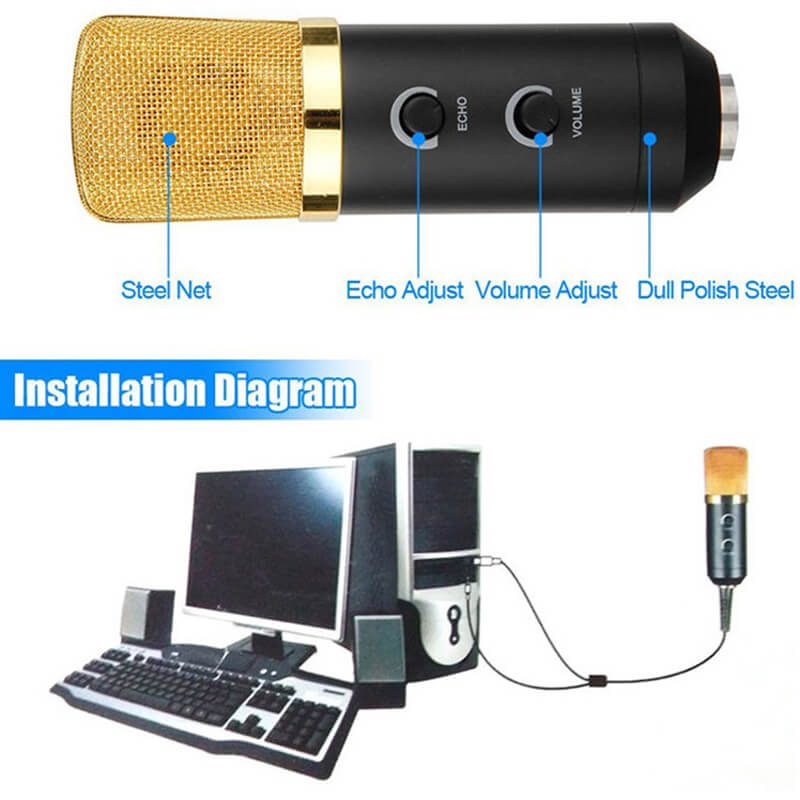 ECHO
VOLUME
Steel Net
Echo Adjust
Volume Adjust
Dull Polish Steel
Installation Diagram